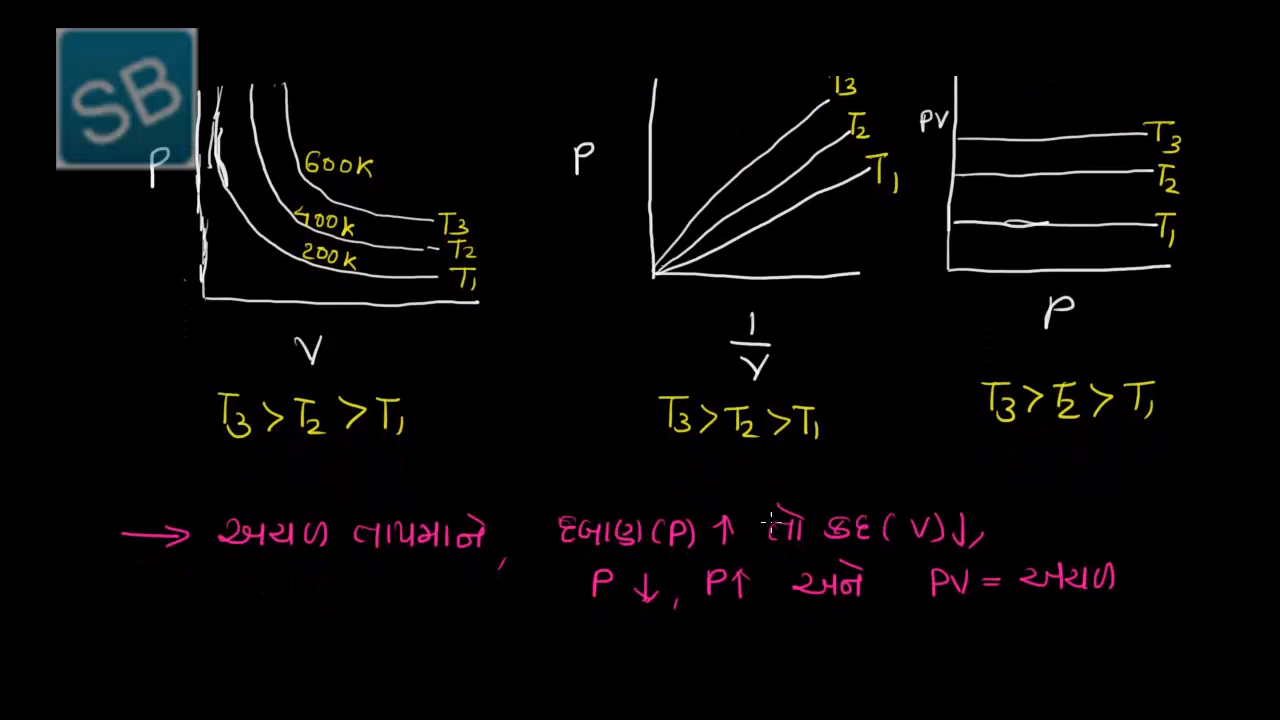 SB
P
600K
400K
200K
T3
T2
T1
V
T3 > T2 > T1
P
T3
T2
T1
1/V
T3 > T2 > T1
PV
T3
T2
T1
P
T3 > T2 > T1
→ અચળ તાપમાને, દબાણ(P) ↑ તો કદ(V)↓,
P ↓, P↑ અને PV = અચળ